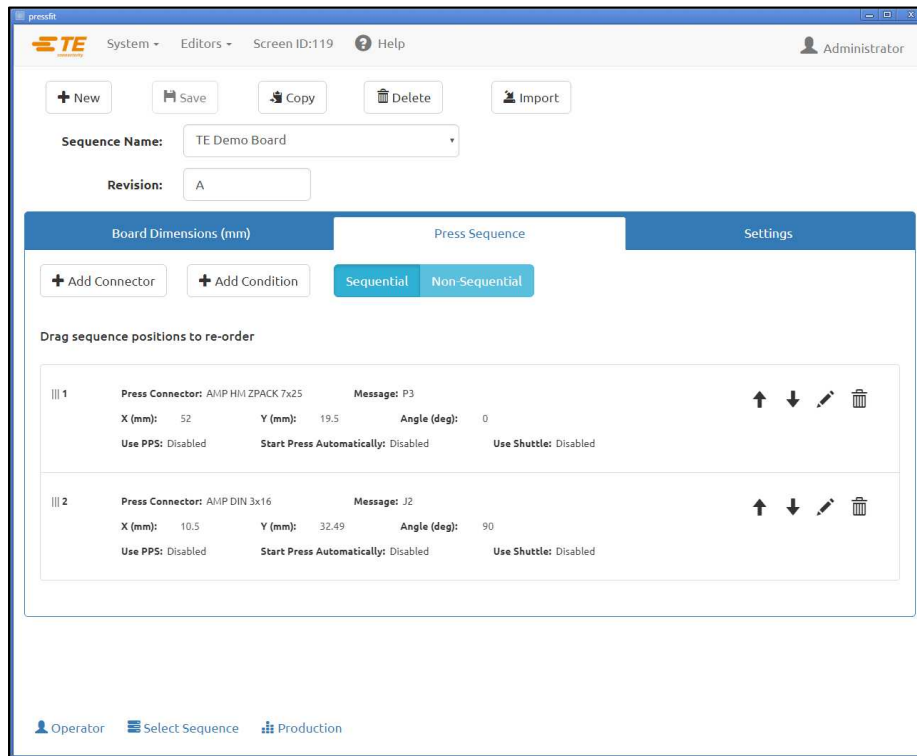 pressfit
TE connectivity System Editors Screen ID:119 Help Administrator
New Save Copy Delete Import
Sequence Name: TE Demo Board
Revision: A
Board Dimensions (mm) Press Sequence Settings
Add Connector Add Condition Sequential Non-Sequential
Drag sequence positions to re-order
1 Press Connector: AMP HM ZPACK 7x25 Message: P3
X (mm): 52 Y (mm): 19.5 Angle (deg): 0
Use PPS: Disabled Start Press Automatically: Disabled Use Shuttle: Disabled
2 Press Connector: AMP DIN 3x16 Message: J2
X (mm): 10.5 Y (mm): 32.49 Angle (deg): 90
Use PPS: Disabled Start Press Automatically: Disabled Use Shuttle: Disabled
Operator Select Sequence Production